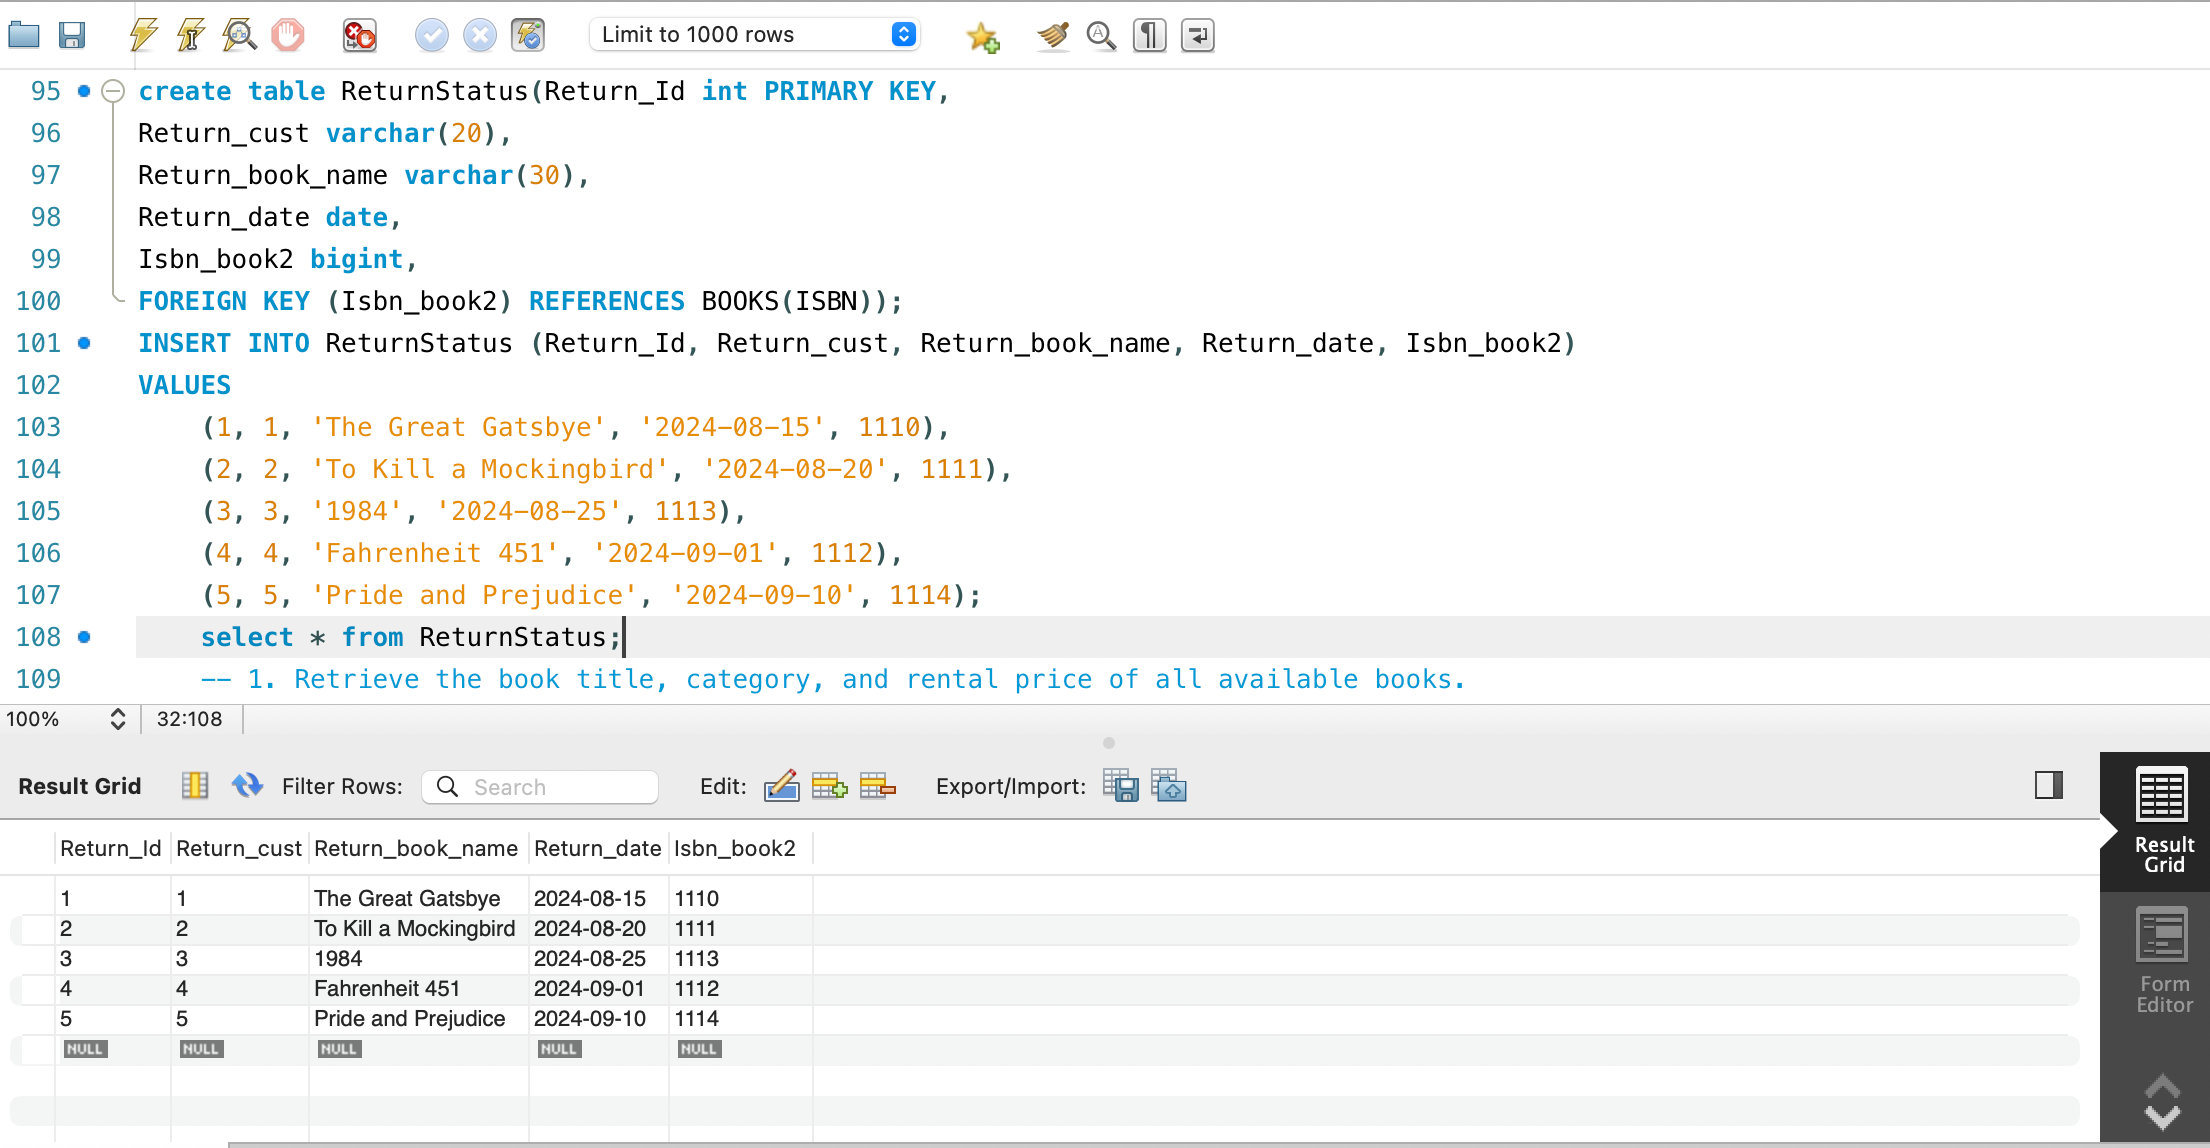 Limit to 1000 rows
95 create table ReturnStatus(Return_Id int PRIMARY KEY,
96 Return_cust varchar(20),
97 Return_book_name varchar(30),
98 Return_date date,
99 Isbn_book2 bigint,
100 FOREIGN KEY (Isbn_book2) REFERENCES BOOKS(ISBN));
101 INSERT INTO ReturnStatus (Return_Id, Return_cust, Return_book_name, Return_date, Isbn_book2)
102 VALUES
103 (1, 1, 'The Great Gatsbye', '2024-08-15', 1110),
104 (2, 2, 'To Kill a Mockingbird', '2024-08-20', 1111),
105 (3, 3, '1984', '2024-08-25', 1113),
106 (4, 4, 'Fahrenheit 451', '2024-09-01', 1112),
107 (5, 5, 'Pride and Prejudice', '2024-09-10', 1114);
108 select * from ReturnStatus;
109 -- 1. Retrieve the book title, category, and rental price of all available books.
100% 32:108
Result Grid Filter Rows: Search Edit: Export/Import:
Return_Id Return_cust Return_book_name Return_date Isbn_book2
1 1 The Great Gatsbye 2024-08-15 1110
2 2 To Kill a Mockingbird 2024-08-20 1111
3 3 1984 2024-08-25 1113
4 4 Fahrenheit 451 2024-09-01 1112
5 5 Pride and Prejudice 2024-09-10 1114
NULL NULL NULL NULL NULL
Result
Grid
Form
Editor